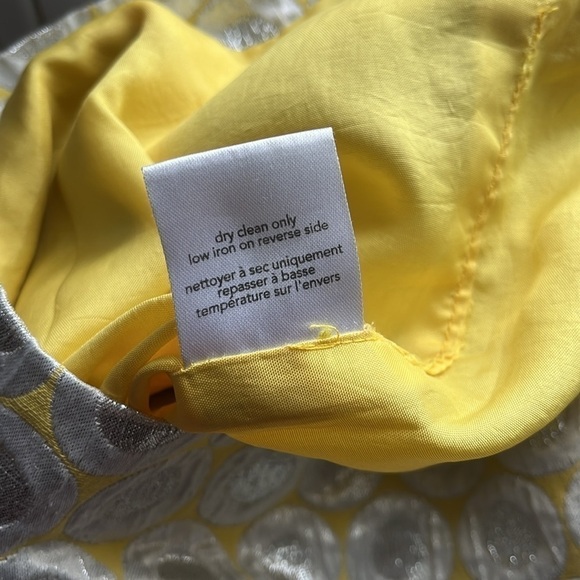 dry clean only
low iron on reverse side
nettoyer à sec uniquement
repasser à basse
température sur l'envers